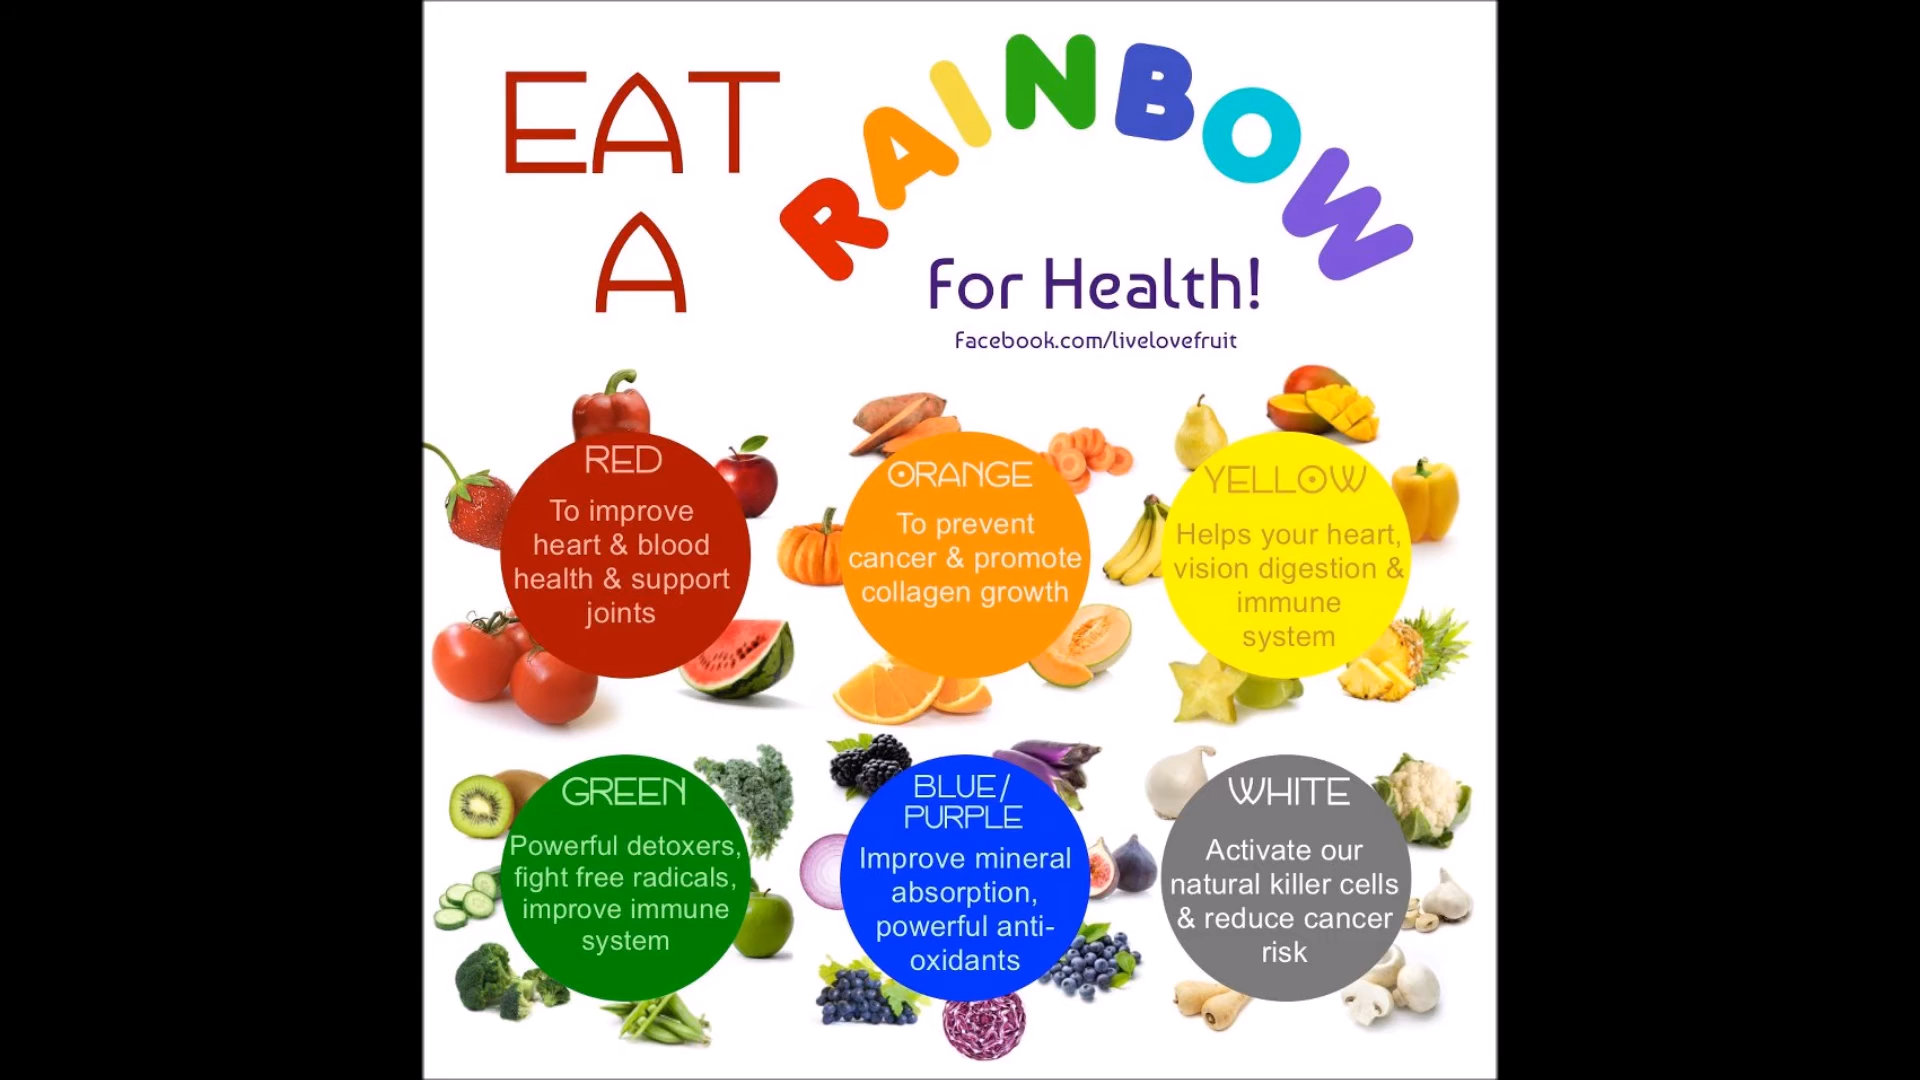 EAT
A
RAINBOW
For Health!
Facebook.com/livelovefruit
RED
To improve
heart & blood
health & support
joints
ORANGE
To prevent
cancer & promote
collagen growth
YELLOW
Helps your heart,
vision digestion &
immune
system
GREEN
Powerful detoxers,
fight free radicals,
improve immune
system
BLUE/
PURPLE
Improve mineral
absorption,
powerful anti-
oxidants
WHITE
Activate our
natural killer cells
& reduce cancer
risk